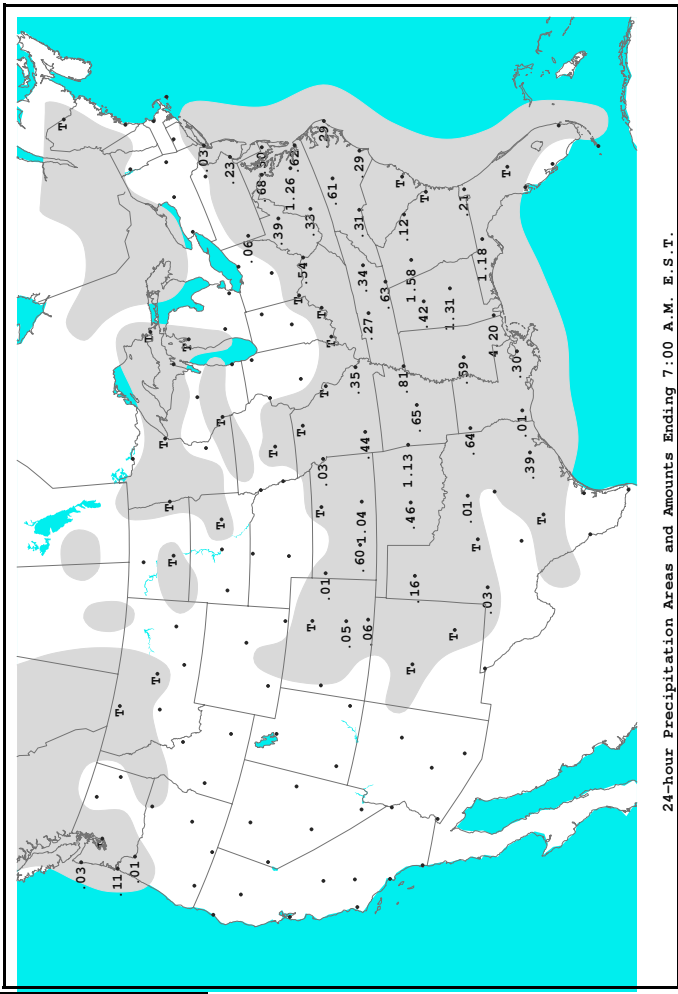 T
.03
T
.11
T
.01
T
T
T
T
T
T
.03
T
T
.23
.06
.68
.50
T
.39
1.26
.62
T
T
.54
.33
T
T
T
.03
.29
.01
T
T
.61
.05
.35
.31
.29
.60 1.04
.44
.34
.06
.27
.63
T
.81
.12
.46 1.13
1.58
T
.16
.65
.42
T
1.31
T
.59
.21
.01
.64
T
1.18
.03
4.20
T
.30
.01
.39
T
24-hour Precipitation Areas and Amounts Ending 7:00 A.M. E.S.T.